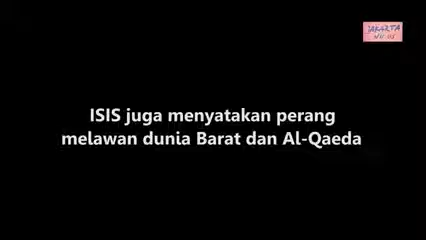 JAKARTA
ISIS juga menyatakan perang
melawan dunia Barat dan Al-Qaeda